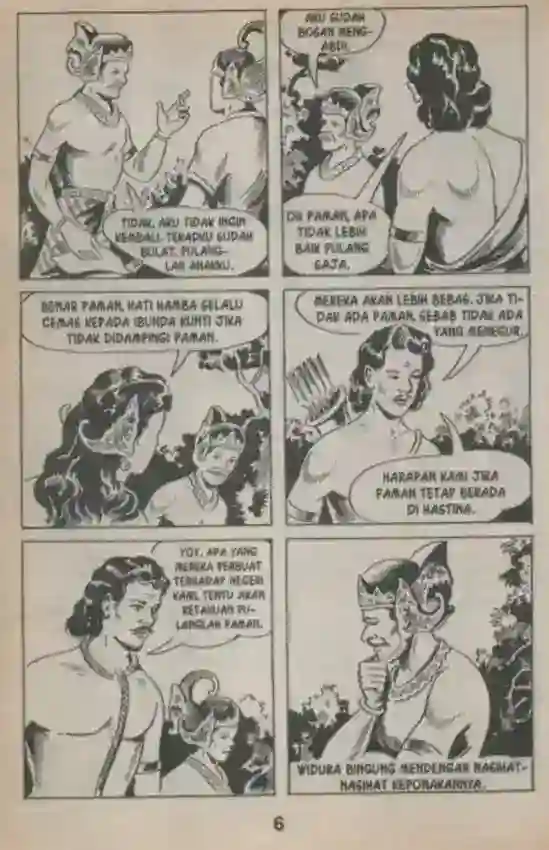 TIDAK, AKU TIDAK INGIN
KEMBALI. TEKADKU SUDAH
BULAT. PULANG-
LAH ANAKKU.
AKU SUDAH
BOSAN MENG-
ABDI.
PAMAN, APA
TIDAK LEBIH
BAIK PULANG
SAJA.
BENAR PAMAN, HATI HAMBA SELALU
CEMAS KEPADA IBUNDA KUNTI JIKA
TIDAK DIDAMPINGI PAMAN.
MEREKA AKAN LEBIH BEBAS, JIKA TI-
DAK ADA PAMAN, SEBAB TIDAK ADA
YANG MENEGUR.
HARAPAN KAMI JIKA
PAMAN TETAP BERADA
DI HASTINA.
YOY, APA YANG
MEREKA PERBUAT
TERHADAP NEGERI
KAMI, TENTU AKAN
KETAHUAN PU-
LANGLAH PAMAN.
WIDURA BINGUNG MENDENGAR NASIHAT-
NASIHAT KEPONAKANNYA.
6